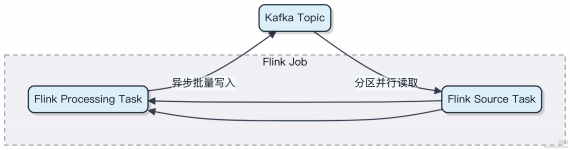 Kafka Topic
Flink Job
异步批量写入
分区并行读取
Flink Processing Task
Flink Source Task